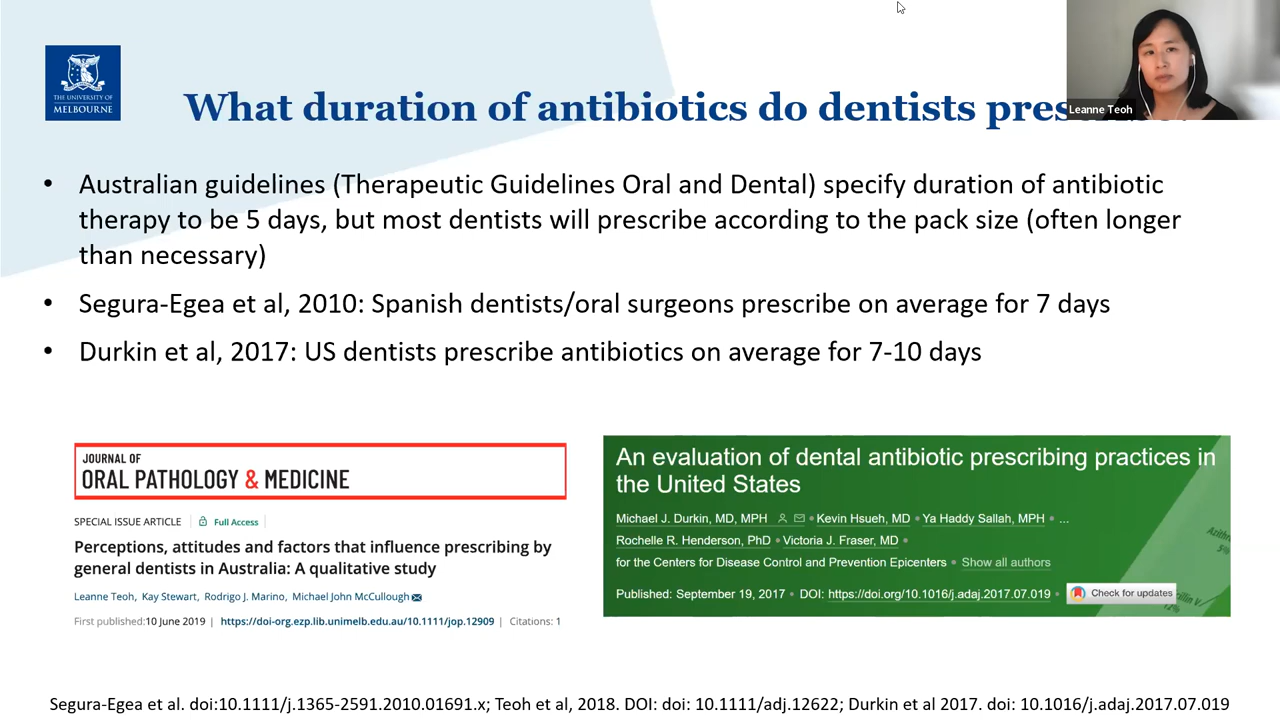 THE UNIVERSITY OF
MELBOURNE
What duration of antibiotics do dentists
Leanne Teoh
• Australian guidelines (Therapeutic Guidelines Oral and Dental) specify duration of antibiotic
therapy to be 5 days, but most dentists will prescribe according to the pack size (often longer
than necessary)
• Segura-Egea et al, 2010: Spanish dentists/oral surgeons prescribe on average for 7 days
• Durkin et al, 2017: US dentists prescribe antibiotics on average for 7-10 days
JOURNAL OF
ORAL PATHOLOGY & MEDICINE
SPECIAL ISSUE ARTICLE | Full Access |
Perceptions, attitudes and factors that influence prescribing by
general dentists in Australia: A qualitative study
Leanne Teoh, Kay Stewart, Rodrigo J. Marino, Michael John McCullough
First published:10 June 2019 | https://doi-org.ezp.lib.unimelb.edu.au/10.1111/jop.12909 | Citations: 1
An evaluation of dental antibiotic prescribing practices in
the United States
Michael J. Durkin, MD, MPH • Kevin Hsueh, MD • Ya Haddy Sallah, MPH • ...
Rochelle R. Henderson, PhD • Victoria J. Fraser, MD •
for the Centers for Disease Control and Prevention Epicenters • Show all authors
Published: September 19, 2017 • DOI: https://doi.org/10.1016/j.adaj.2017.07.019 •
Check for updates
Segura-Egea et al. doi:10.1111/j.1365-2591.2010.01691.x; Teoh et al, 2018. DOI: doi: 10.1111/adj.12622; Durkin et al 2017. doi: 10.1016/j.adaj.2017.07.019